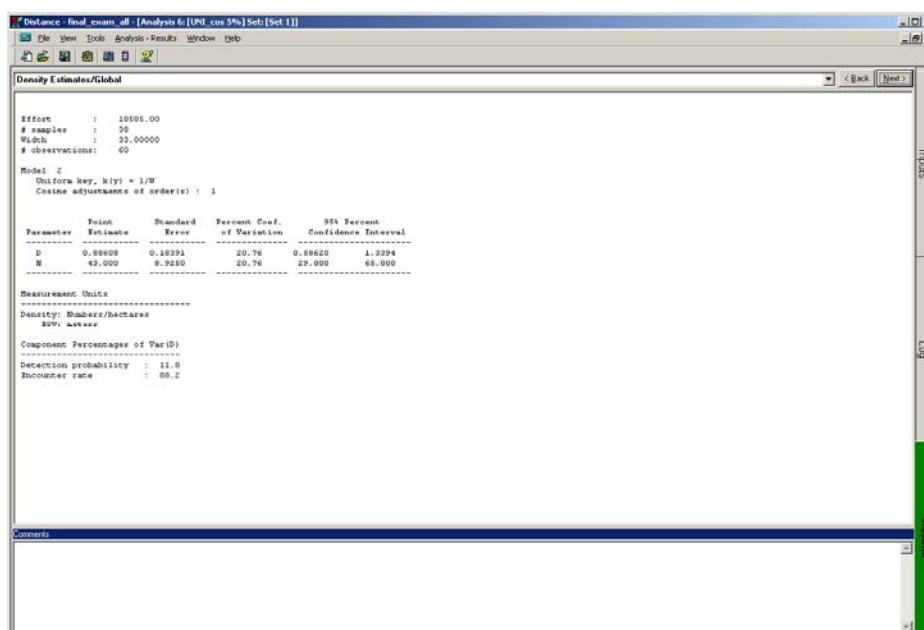 Distance - final_exam_all - [Analysis 6: [UNI_cos 5%] Set: [Set 1]]
File View Tools Analysis - Results Window Help
Density Estimates/Global < Back Next >
Effort : 10505.00
# samples : 30
Width : 33.00000
# observations: 60
Model 2
Uniform key, k(y) = 1/W
Cosine adjustments of order(s) : 1
Point Standard Percent Coef. 95% Percent
Parameter Estimate Error of Variation Confidence Interval
D 0.88608 0.18391 20.76 0.58620 1.3394
N 43.000 8.9250 20.76 29.000 65.000
Measurement Units
Density: Numbers/hectares
ESW: meters
Component Percentages of Var(D)
Detection probability : 11.8
Encounter rate : 88.2
Comments
Inputs
Log